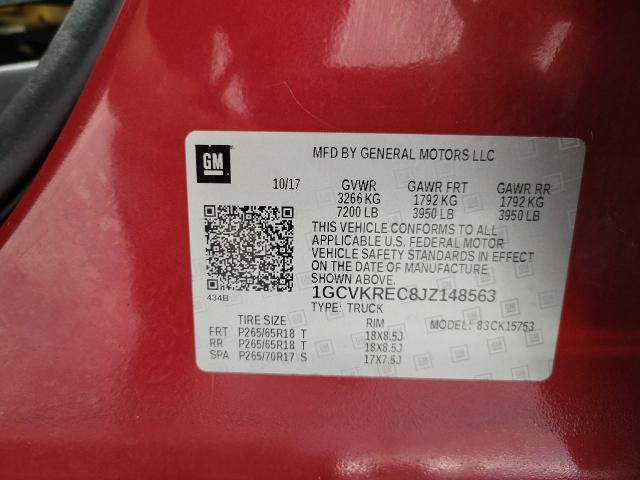 GM
MFD BY GENERAL MOTORS LLC
10/17 GVWR GAWR FRT GAWR RR
3266 KG 1792 KG 1792 KG
7200 LB 3950 LB 3950 LB
THIS VEHICLE CONFORMS TO ALL
APPLICABLE U.S. FEDERAL MOTOR
VEHICLE SAFETY STANDARDS IN EFFECT
ON THE DATE OF MANUFACTURE
SHOWN ABOVE.
434B 1GCVKREC8JZ148563
TYPE: TRUCK
TIRE SIZE RIM MODEL: 83CK15753
FRT P265/65R18 T 18X8.5J
RR P265/65R18 T 18X8.5J
SPA P265/70R17 S 17X7.5J